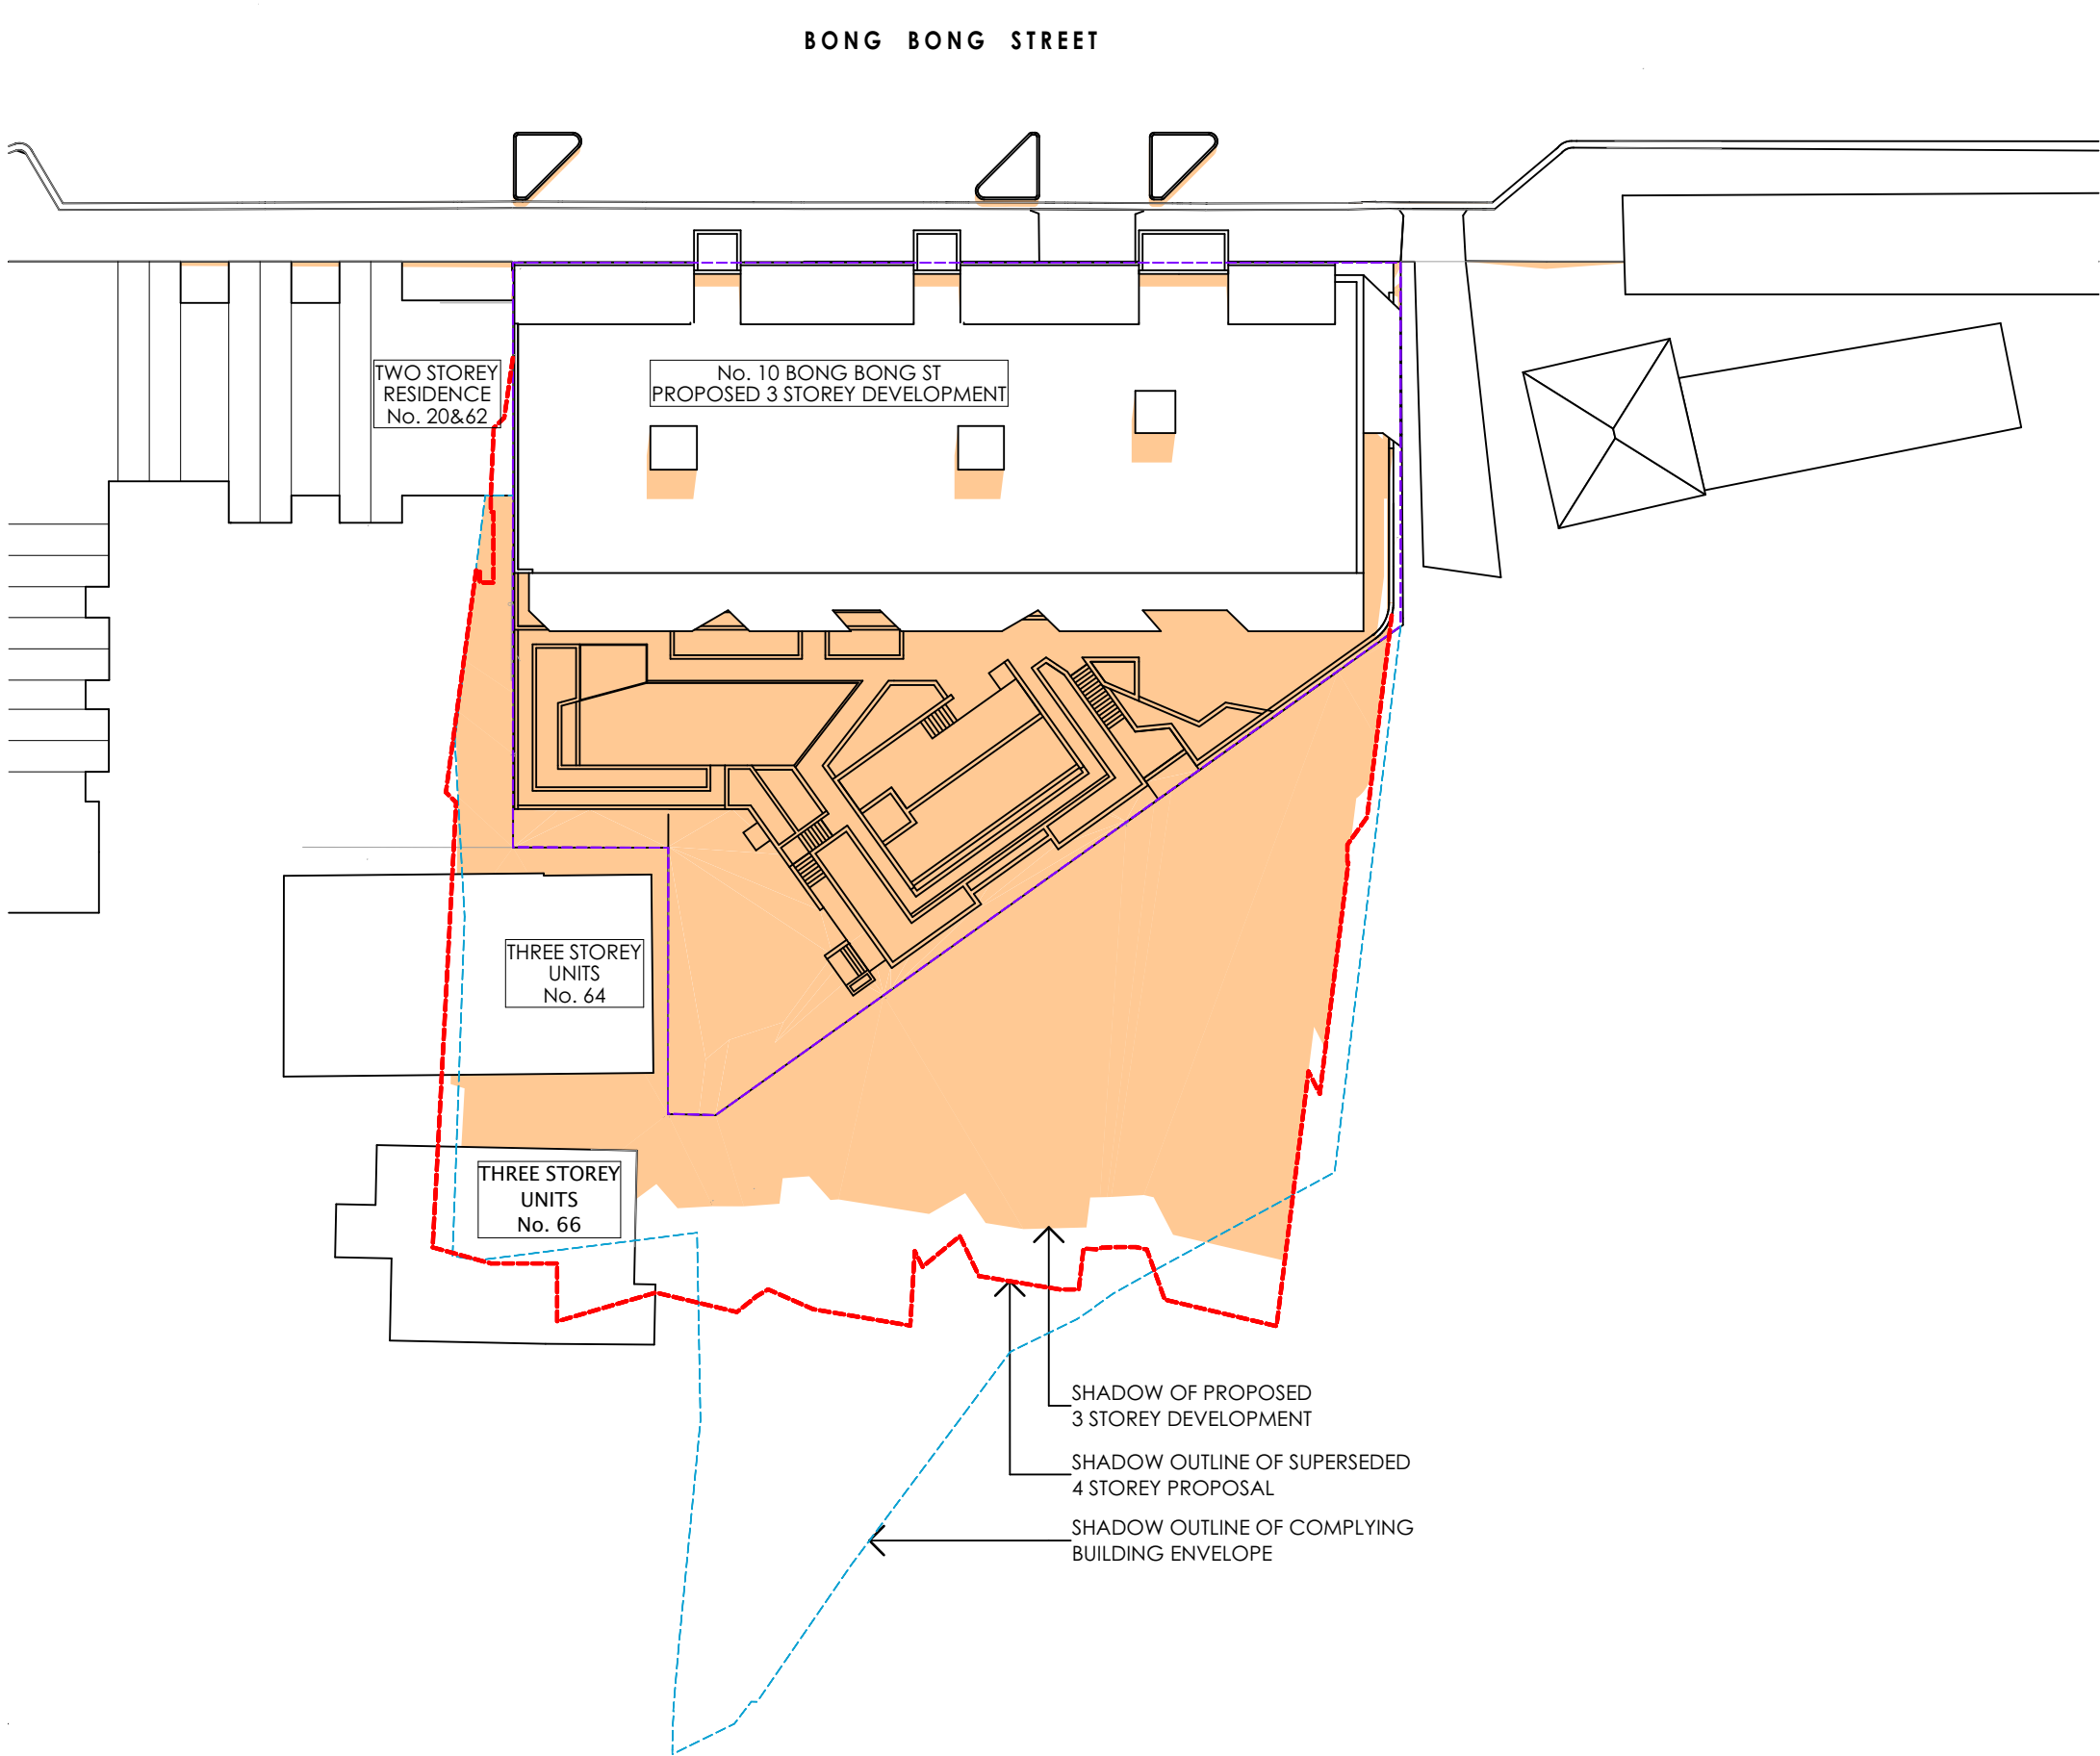 BONG BONG STREET
TWO STOREY
RESIDENCE
No. 20&62
No. 10 BONG BONG ST
PROPOSED 3 STOREY DEVELOPMENT
THREE STOREY
UNITS
No. 64
THREE STOREY
UNITS
No. 66
SHADOW OF PROPOSED
3 STOREY DEVELOPMENT
SHADOW OUTLINE OF SUPERSEDED
4 STOREY PROPOSAL
SHADOW OUTLINE OF COMPLYING
BUILDING ENVELOPE